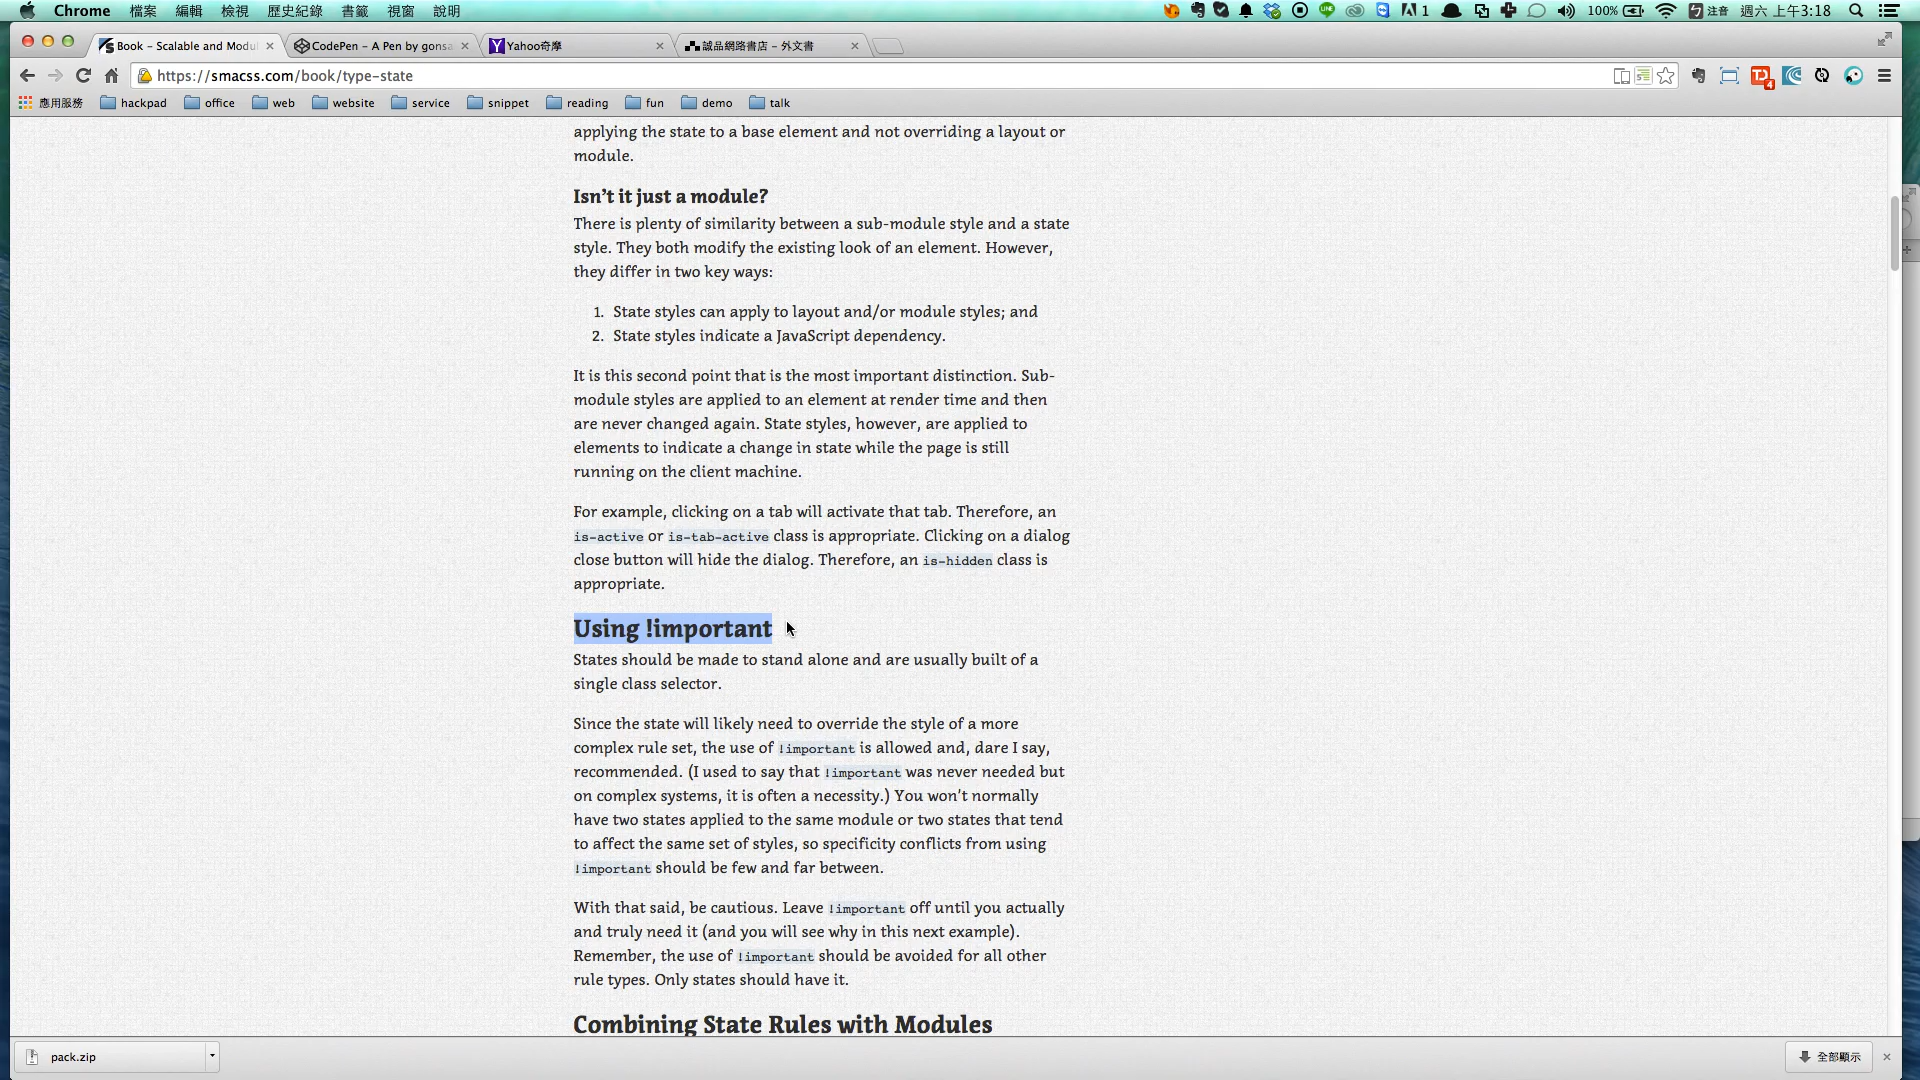 Chrome 檔案 編輯 檢視 歷史紀錄 書籤 視窗 說明 1 100% 注音 週六 上午3:18
Book – Scalable and Modul CodePen – A Pen by gonsa Yahoo奇摩 誠品網路書店 – 外文書
https://smacss.com/book/type-state 4
應用服務 hackpad office web website service snippet reading fun demo talk
applying the state to a base element and not overriding a layout or
module.
Isn’t it just a module?
There is plenty of similarity between a sub-module style and a state
style. They both modify the existing look of an element. However,
they differ in two key ways:
1. State styles can apply to layout and/or module styles; and
2. State styles indicate a JavaScript dependency.
It is this second point that is the most important distinction. Sub-
module styles are applied to an element at render time and then
are never changed again. State styles, however, are applied to
elements to indicate a change in state while the page is still
running on the client machine.
For example, clicking on a tab will activate that tab. Therefore, an
is-active or is-tab-active class is appropriate. Clicking on a dialog
close button will hide the dialog. Therefore, an is-hidden class is
appropriate.
Using !important
States should be made to stand alone and are usually built of a
single class selector.
Since the state will likely need to override the style of a more
complex rule set, the use of !important is allowed and, dare I say,
recommended. (I used to say that !important was never needed but
on complex systems, it is often a necessity.) You won’t normally
have two states applied to the same module or two states that tend
to affect the same set of styles, so specificity conflicts from using
!important should be few and far between.
With that said, be cautious. Leave !important off until you actually
and truly need it (and you will see why in this next example).
Remember, the use of !important should be avoided for all other
rule types. Only states should have it.
Combining State Rules with Modules
pack.zip 全部顯示